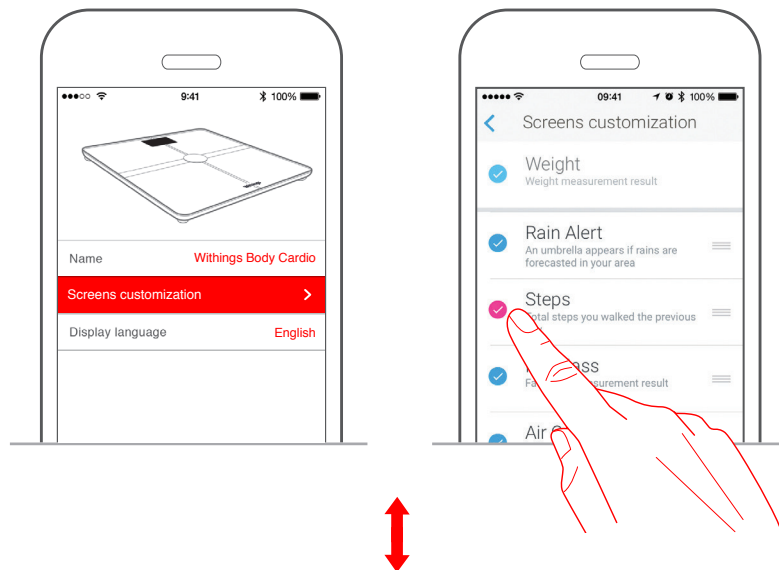 9:41
100%
Name
Withings Body Cardio
Screens customization
Display language
English
09:41
100%
Screens customization
Weight
Weight measurement result
Rain Alert
An umbrella appears if rains are
forecasted in your area
Steps
Total steps you walked the previous
result
Air